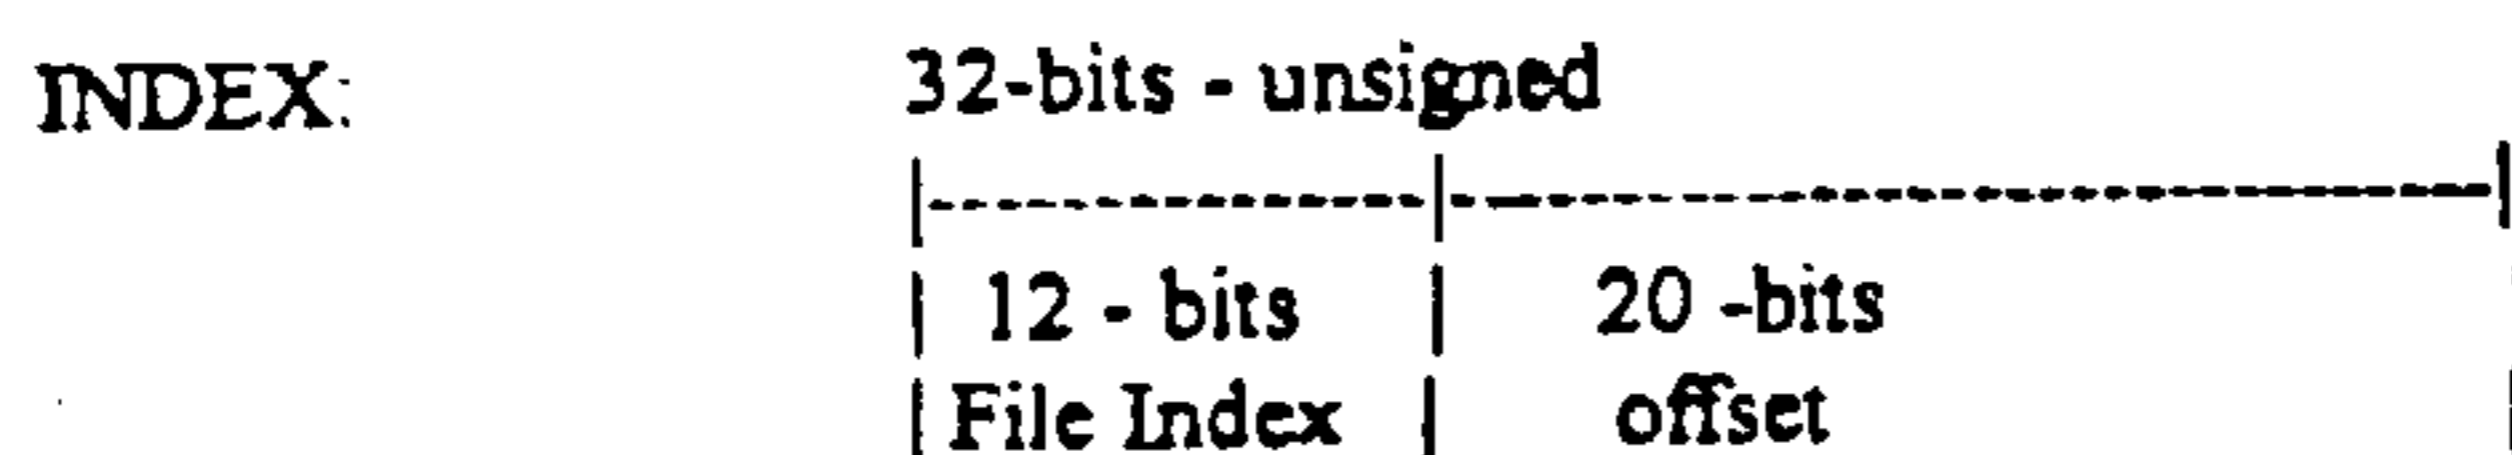 INDEX: 32-bits - unsigned
|----------------|--------------------------------|
| 12 - bits | 20 -bits |
| File Index | offset |